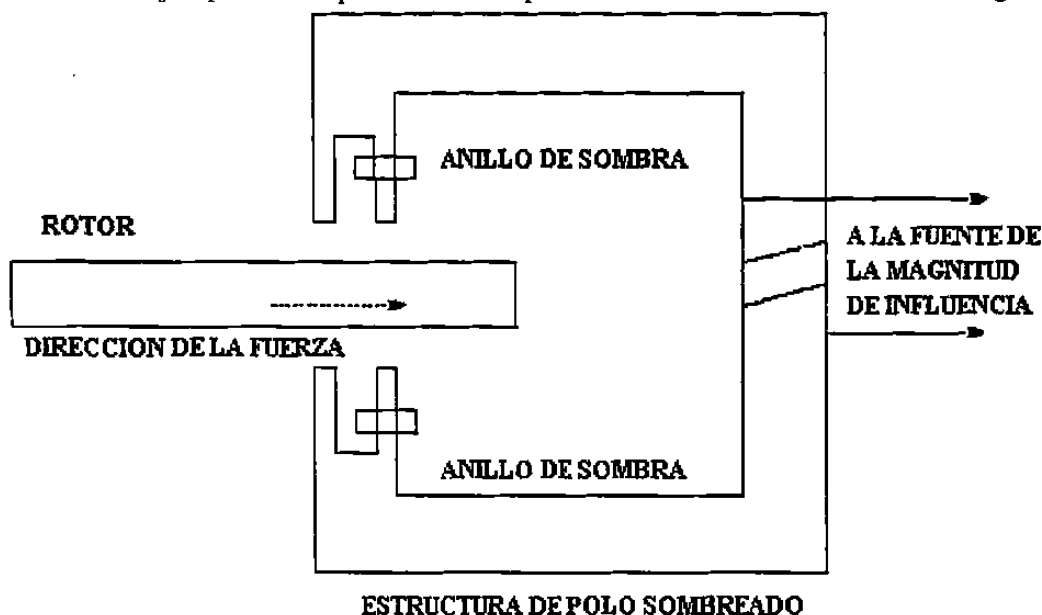 ANILLO DE SOMBRA
ROTOR
A LA FUENTE DE
LA MAGNITUD
DE INFLUENCIA
DIRECCION DE LA FUERZA
ANILLO DE SOMBRA
ESTRUCTURA DE POLO SOMBREADO